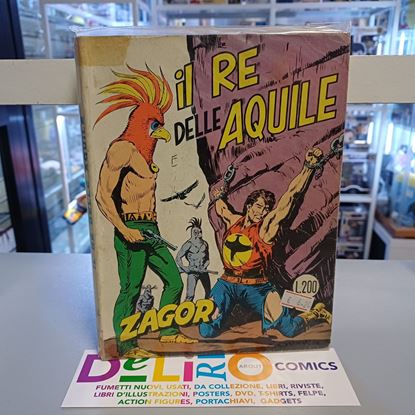 il RE
DELLE AQUILE
ZAGOR
L.200
DeLiRiO
ABOUT
COMICS
FUMETTI NUOVI, USATI, DA COLLEZIONE, LIBRI, RIVISTE,
LIBRI D'ILLUSTRAZIONI, POSTERS, DVD, T-SHIRTS, FELPE,
ACTION FIGURES, PORTACHIAVI, GADGETS